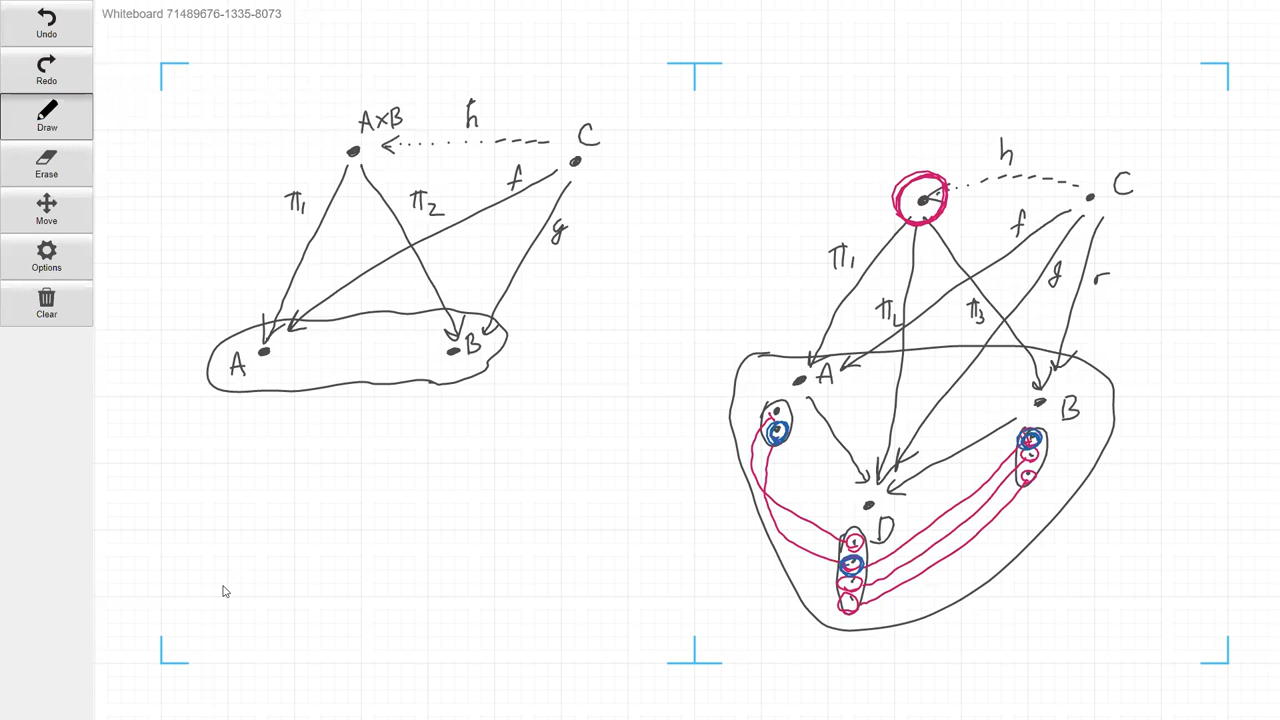 Whiteboard 71489676-1335-8073
Undo
Redo
Draw
Erase
Move
Options
Clear
A×B
h
C
π1
π2
f
g
A
B
h
C
f
g
r
π1
π2
π3
A
B
D